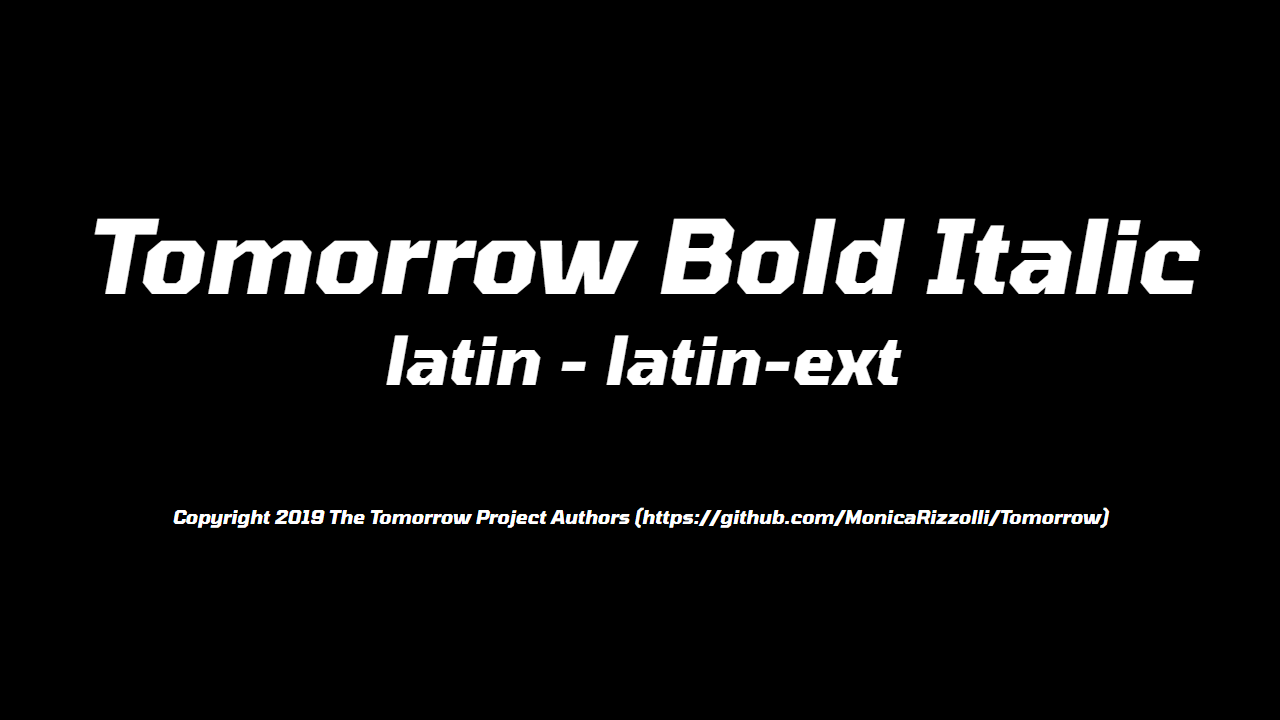 Tomorrow Bold Italic
latin - latin-ext
Copyright 2019 The Tomorrow Project Authors (https://github.com/MonicaRizzolli/Tomorrow)